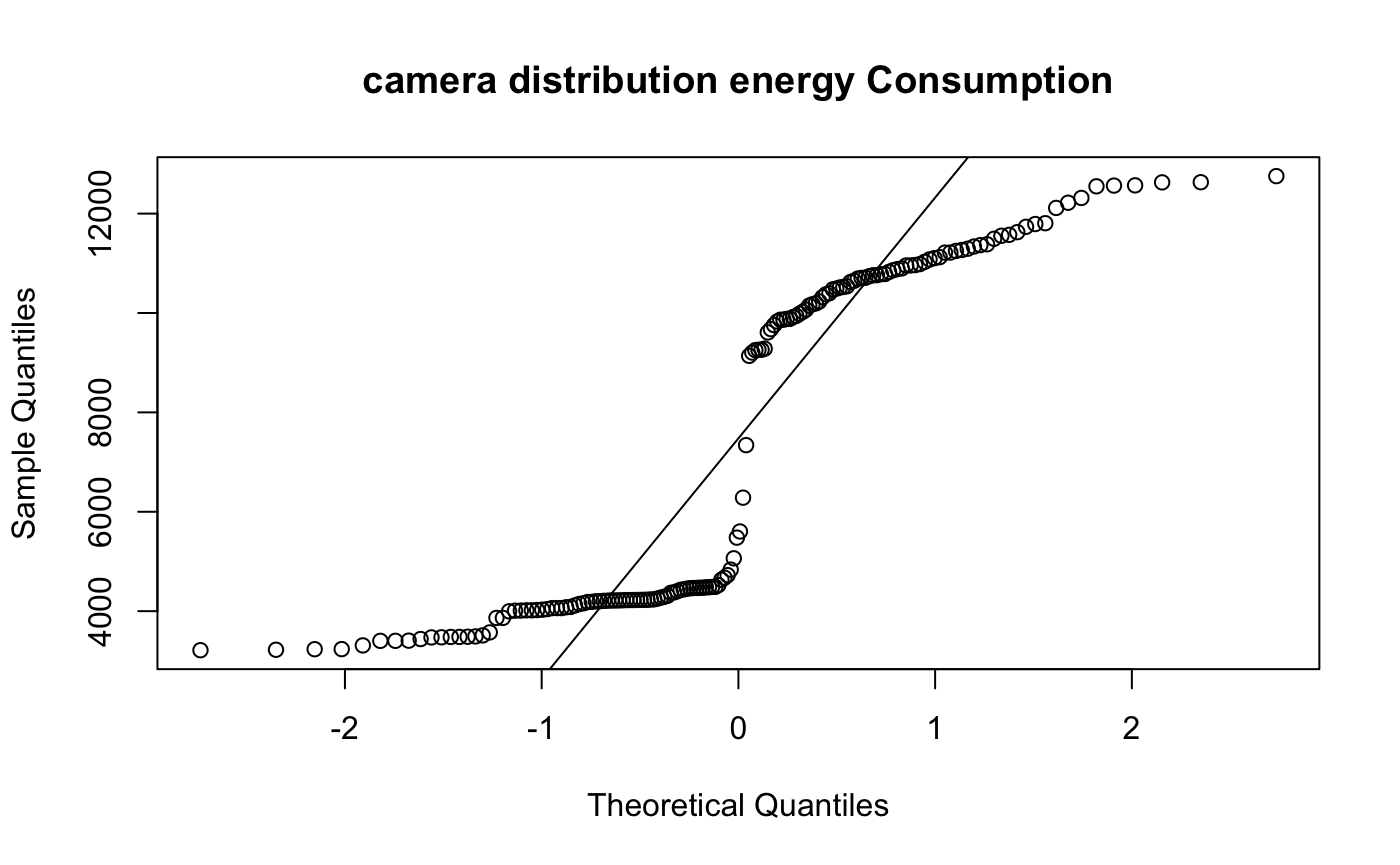 camera distribution energy Consumption
12000
8000
6000
4000
Sample Quantiles
-2 -1 0 1 2
Theoretical Quantiles